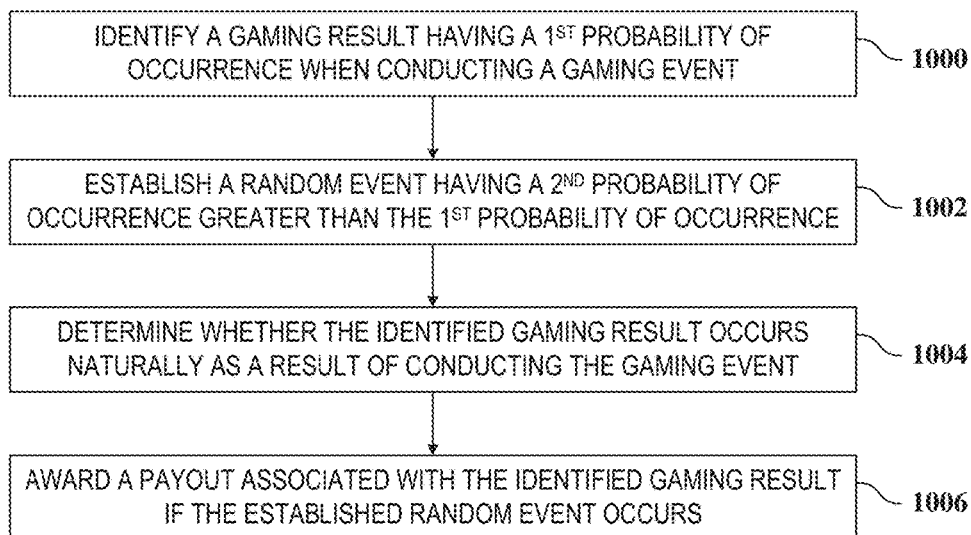 IDENTIFY A GAMING RESULT HAVING A 1ST PROBABILITY OF
OCCURRENCE WHEN CONDUCTING A GAMING EVENT
1000
ESTABLISH A RANDOM EVENT HAVING A 2ND PROBABILITY OF
OCCURRENCE GREATER THAN THE 1ST PROBABILITY OF OCCURRENCE
1002
DETERMINE WHETHER THE IDENTIFIED GAMING RESULT OCCURS
NATURALLY AS A RESULT OF CONDUCTING THE GAMING EVENT
1004
AWARD A PAYOUT ASSOCIATED WITH THE IDENTIFIED GAMING RESULT
IF THE ESTABLISHED RANDOM EVENT OCCURS
1006